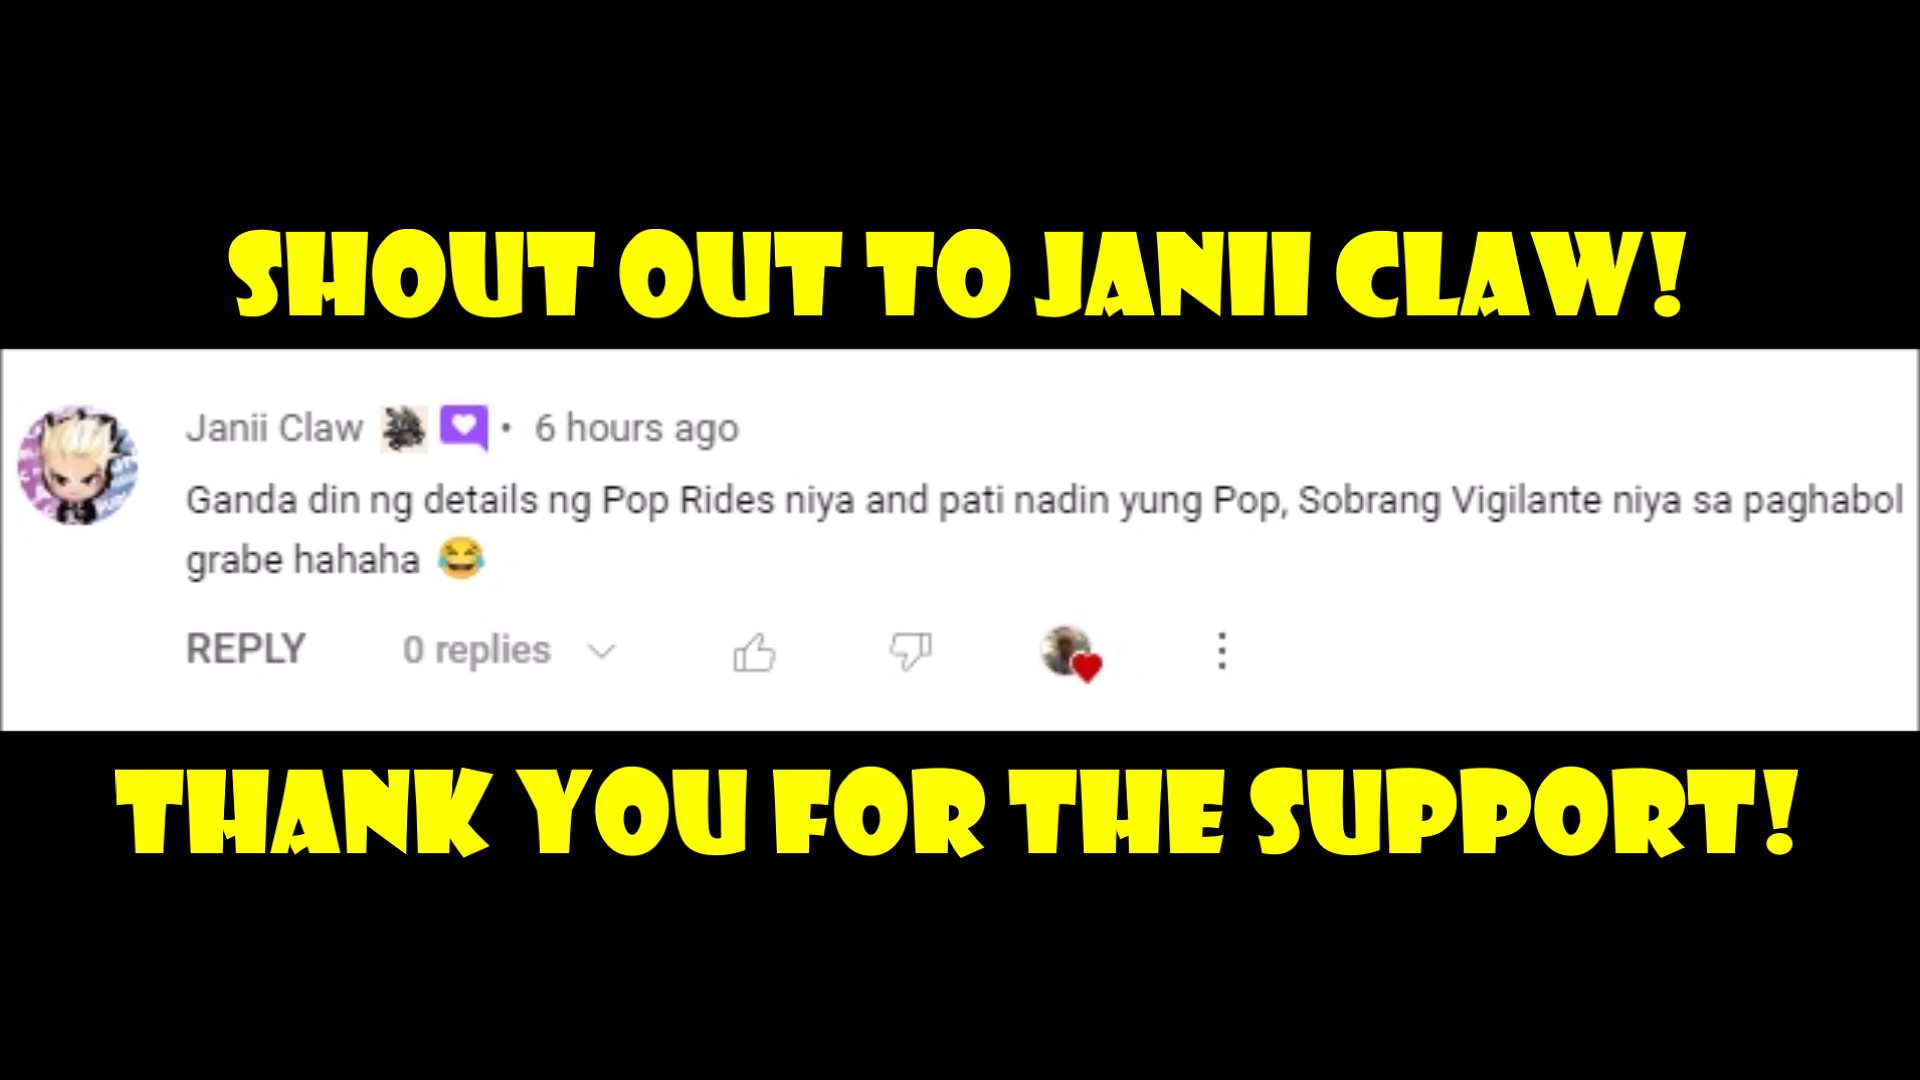 SHOUT OUT TO JANII CLAW!
Janii Claw • 6 hours ago
Ganda din ng details ng Pop Rides niya and pati nadin yung Pop, Sobrang Vigilante niya sa paghabol
grabe hahaha 😂
REPLY 0 replies
THANK YOU FOR THE SUPPORT!